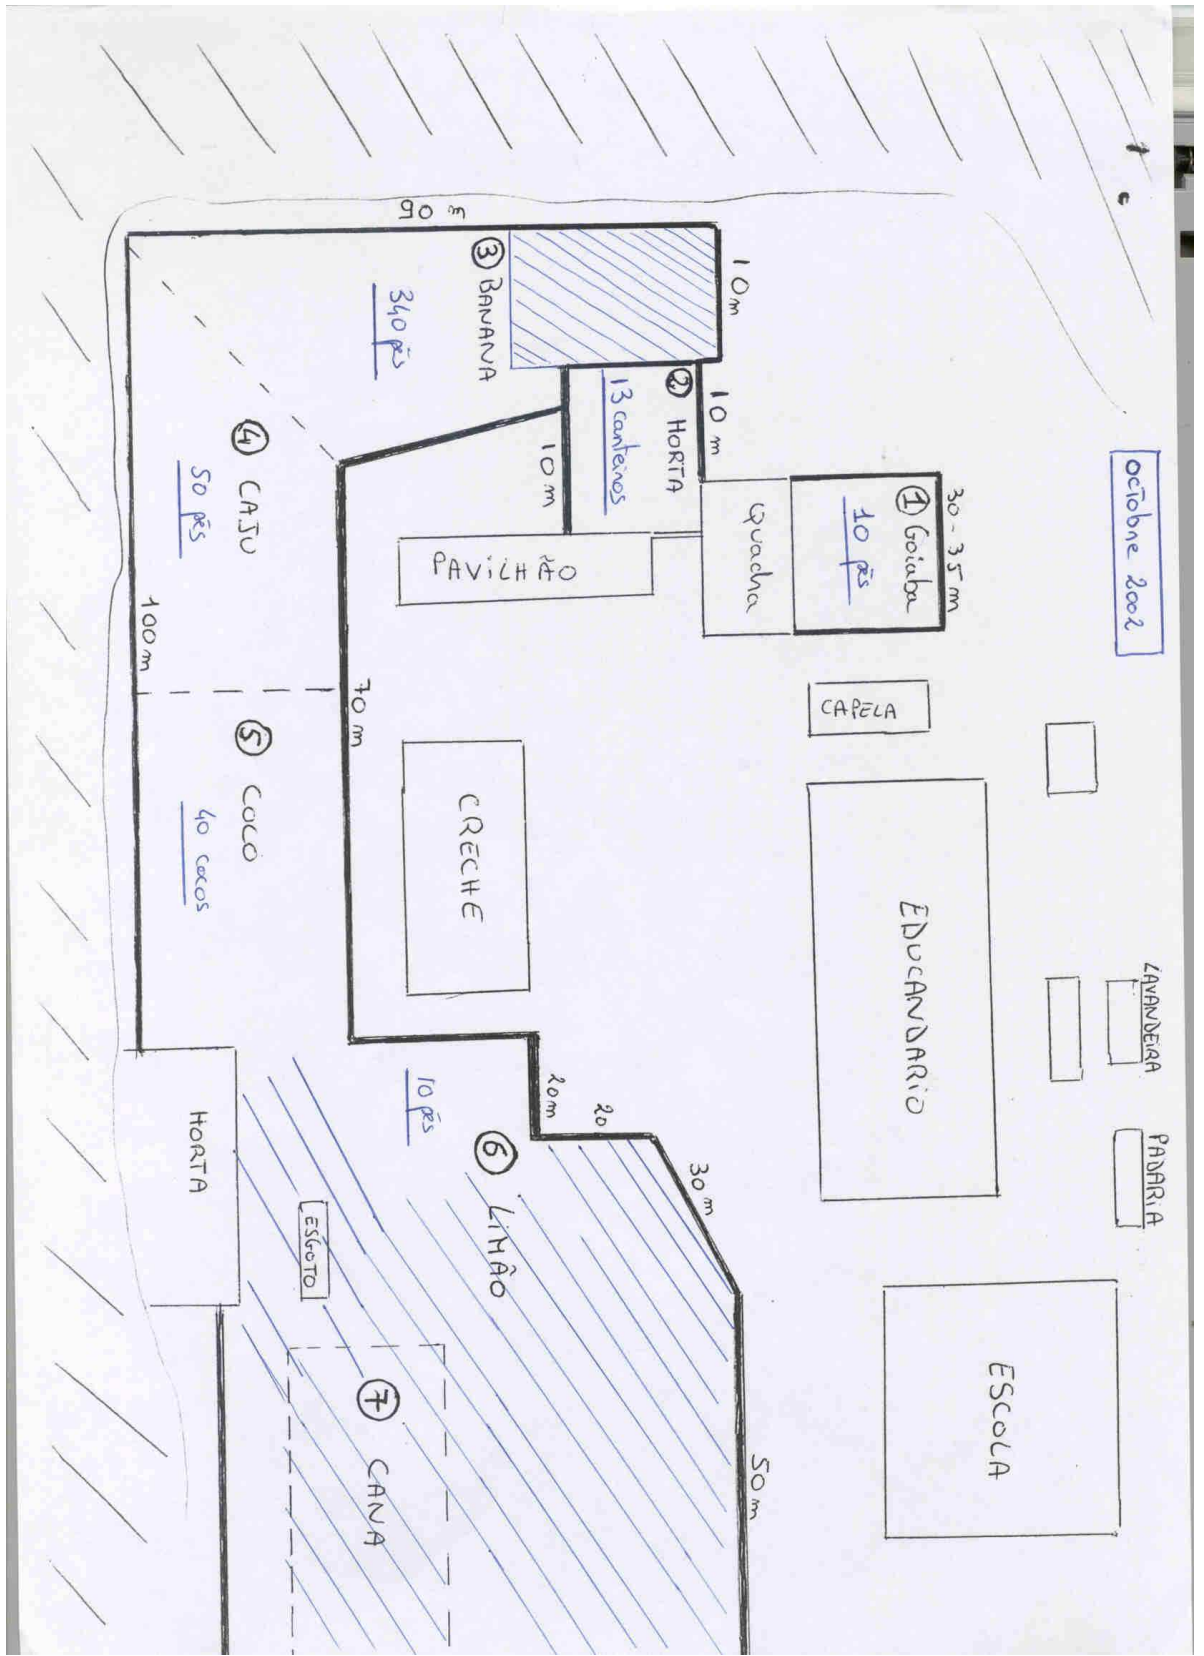 OCTOBRE 2002
LAVANDEIRA
PADARIA
30-35 m
① Goiaba
10 pés
CAPELA
EDUCANDARIO
ESCOLA
Quadra
10 m
10 m
② HORTA
13 canteiros
10 m
PAVILHÃO
③ BANANA
340 pés
90 m
CRECHE
20 m
20
30 m
50 m
⑥ LIMÃO
10 pés
70 m
④ CAJU
50 pés
⑤ COCO
40 cocos
100 m
HORTA
ESGOTO
⑦ CANA